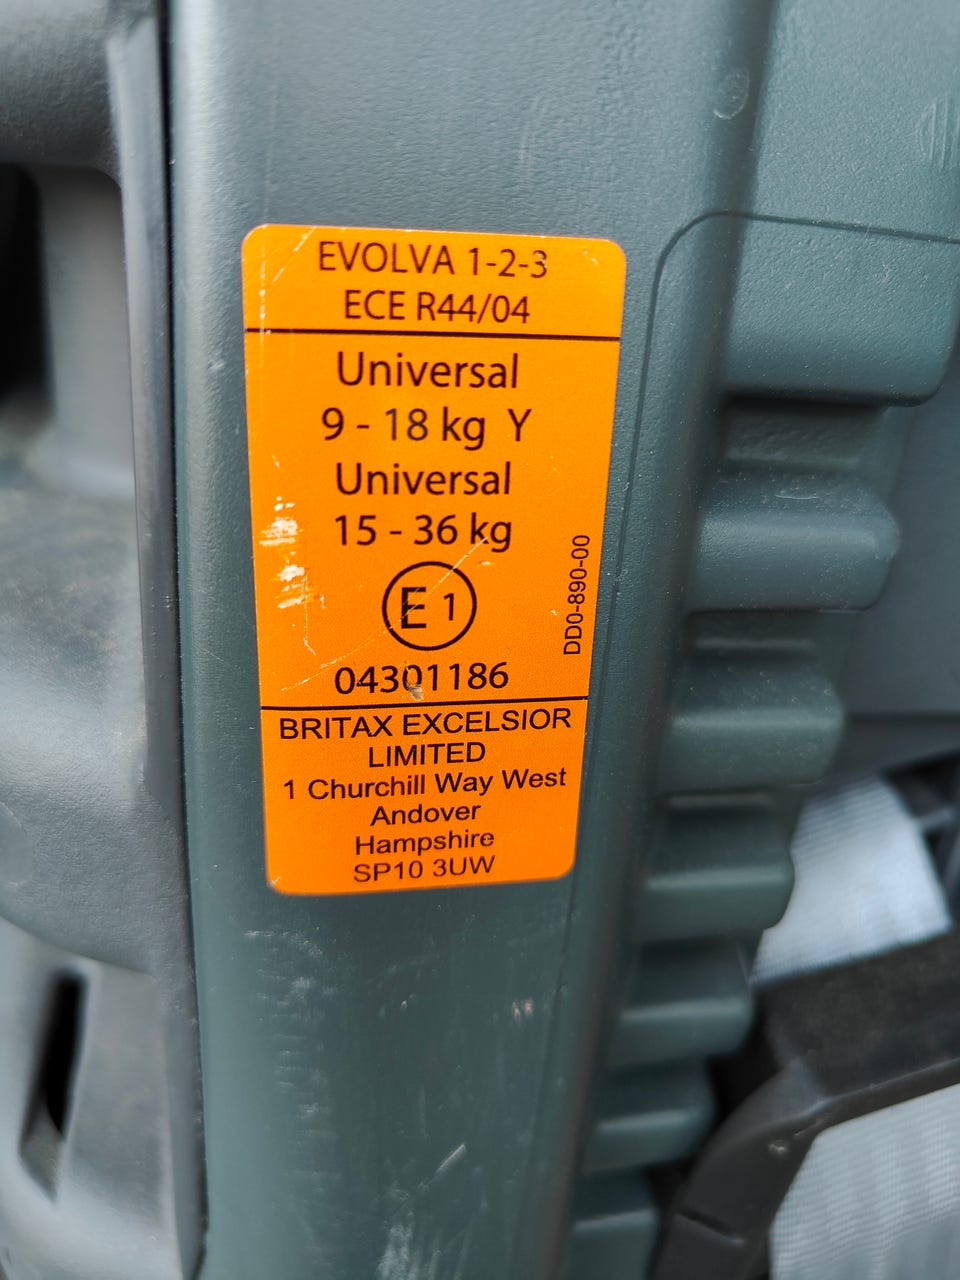 EVOLVA 1-2-3
ECE R44/04
Universal
9 - 18 kg Y
Universal
15 - 36 kg
E 1
04301186
DD0-890-00
BRITAX EXCELSIOR
LIMITED
1 Churchill Way West
Andover
Hampshire
SP10 3UW